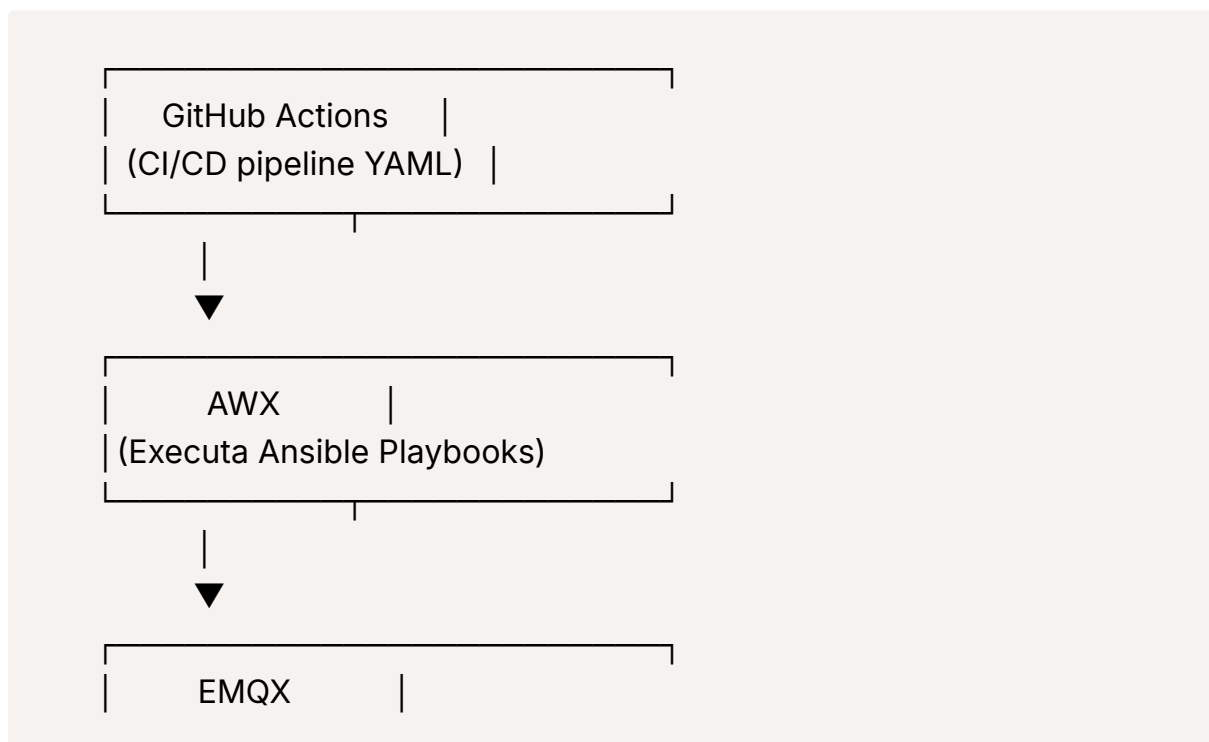 GitHub Actions
(CI/CD pipeline YAML)
AWX
(Executa Ansible Playbooks)
EMQX